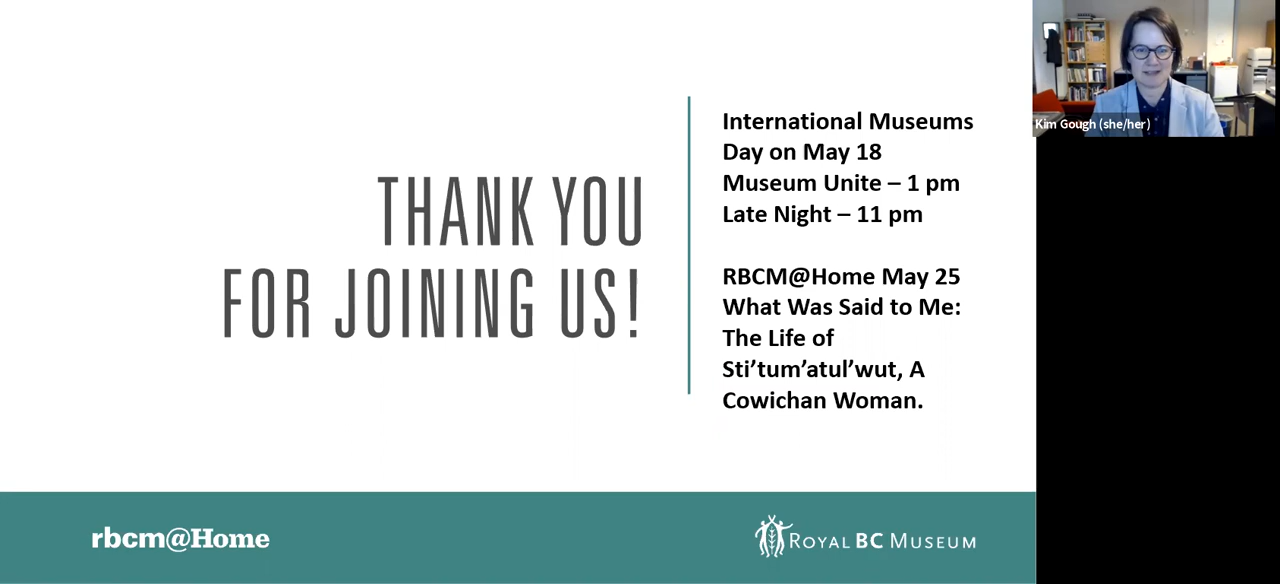 THANK YOU
FOR JOINING US!
International Museums
Day on May 18
Museum Unite – 1 pm
Late Night – 11 pm
RBCM@Home May 25
What Was Said to Me:
The Life of
Sti’tum’atul’wut, A
Cowichan Woman.
Kim Gough (she/her)
rbcm@Home
ROYAL BC MUSEUM